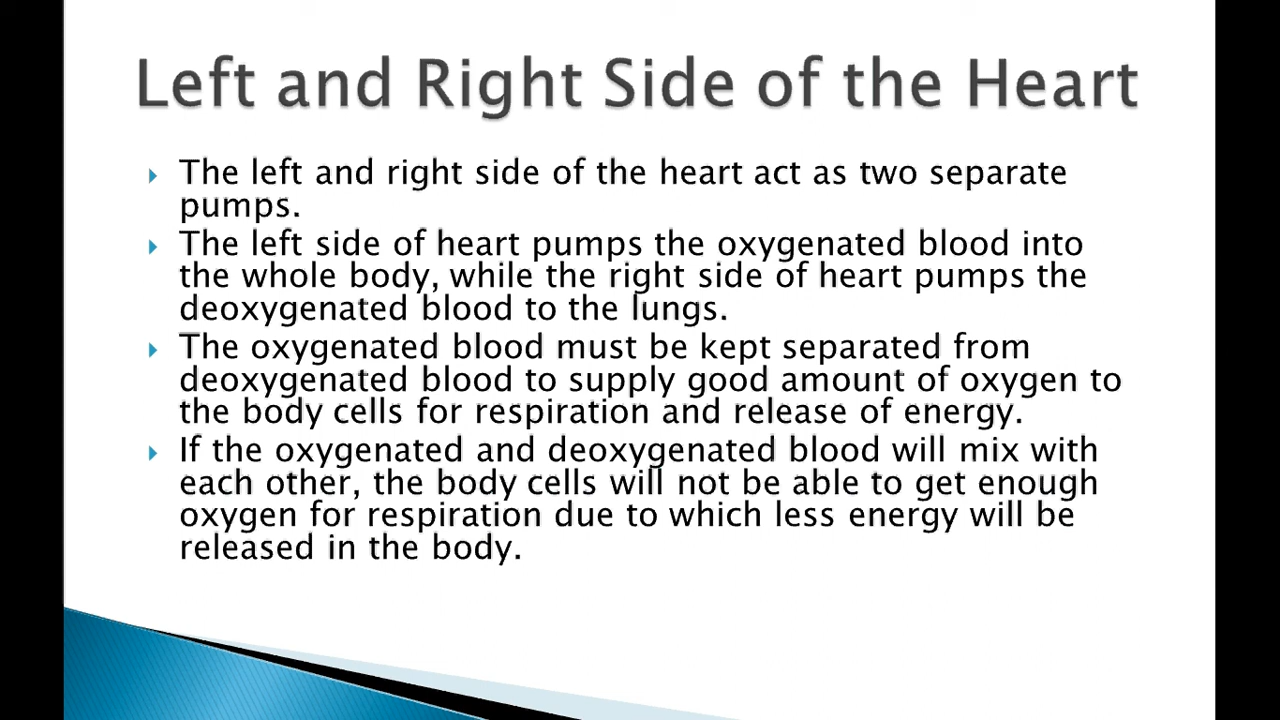 Left and Right Side of the Heart
The left and right side of the heart act as two separate
pumps.
The left side of heart pumps the oxygenated blood into
the whole body, while the right side of heart pumps the
deoxygenated blood to the lungs.
The oxygenated blood must be kept separated from
deoxygenated blood to supply good amount of oxygen to
the body cells for respiration and release of energy.
If the oxygenated and deoxygenated blood will mix with
each other, the body cells will not be able to get enough
oxygen for respiration due to which less energy will be
released in the body.